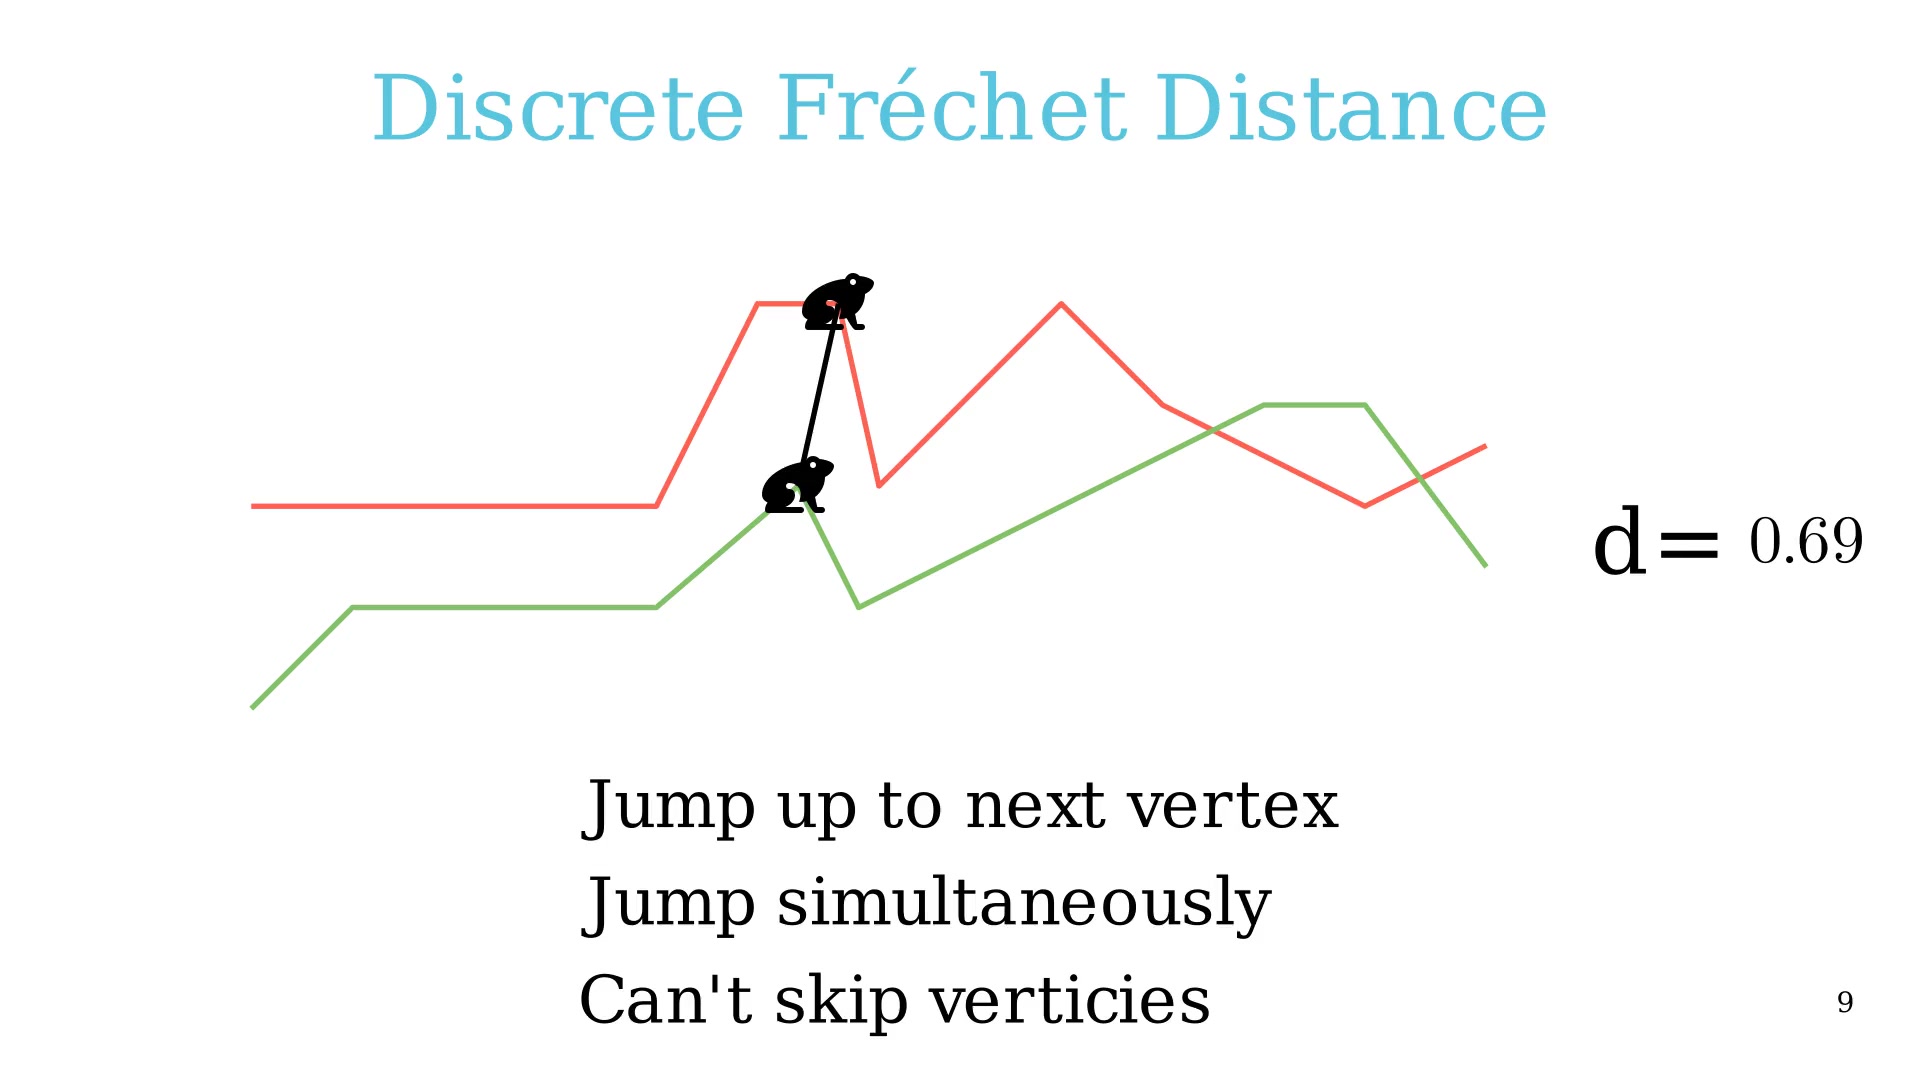 Discrete Fréchet Distance
d= 0.69
Jump up to next vertex
Jump simultaneously
Can't skip verticies
9